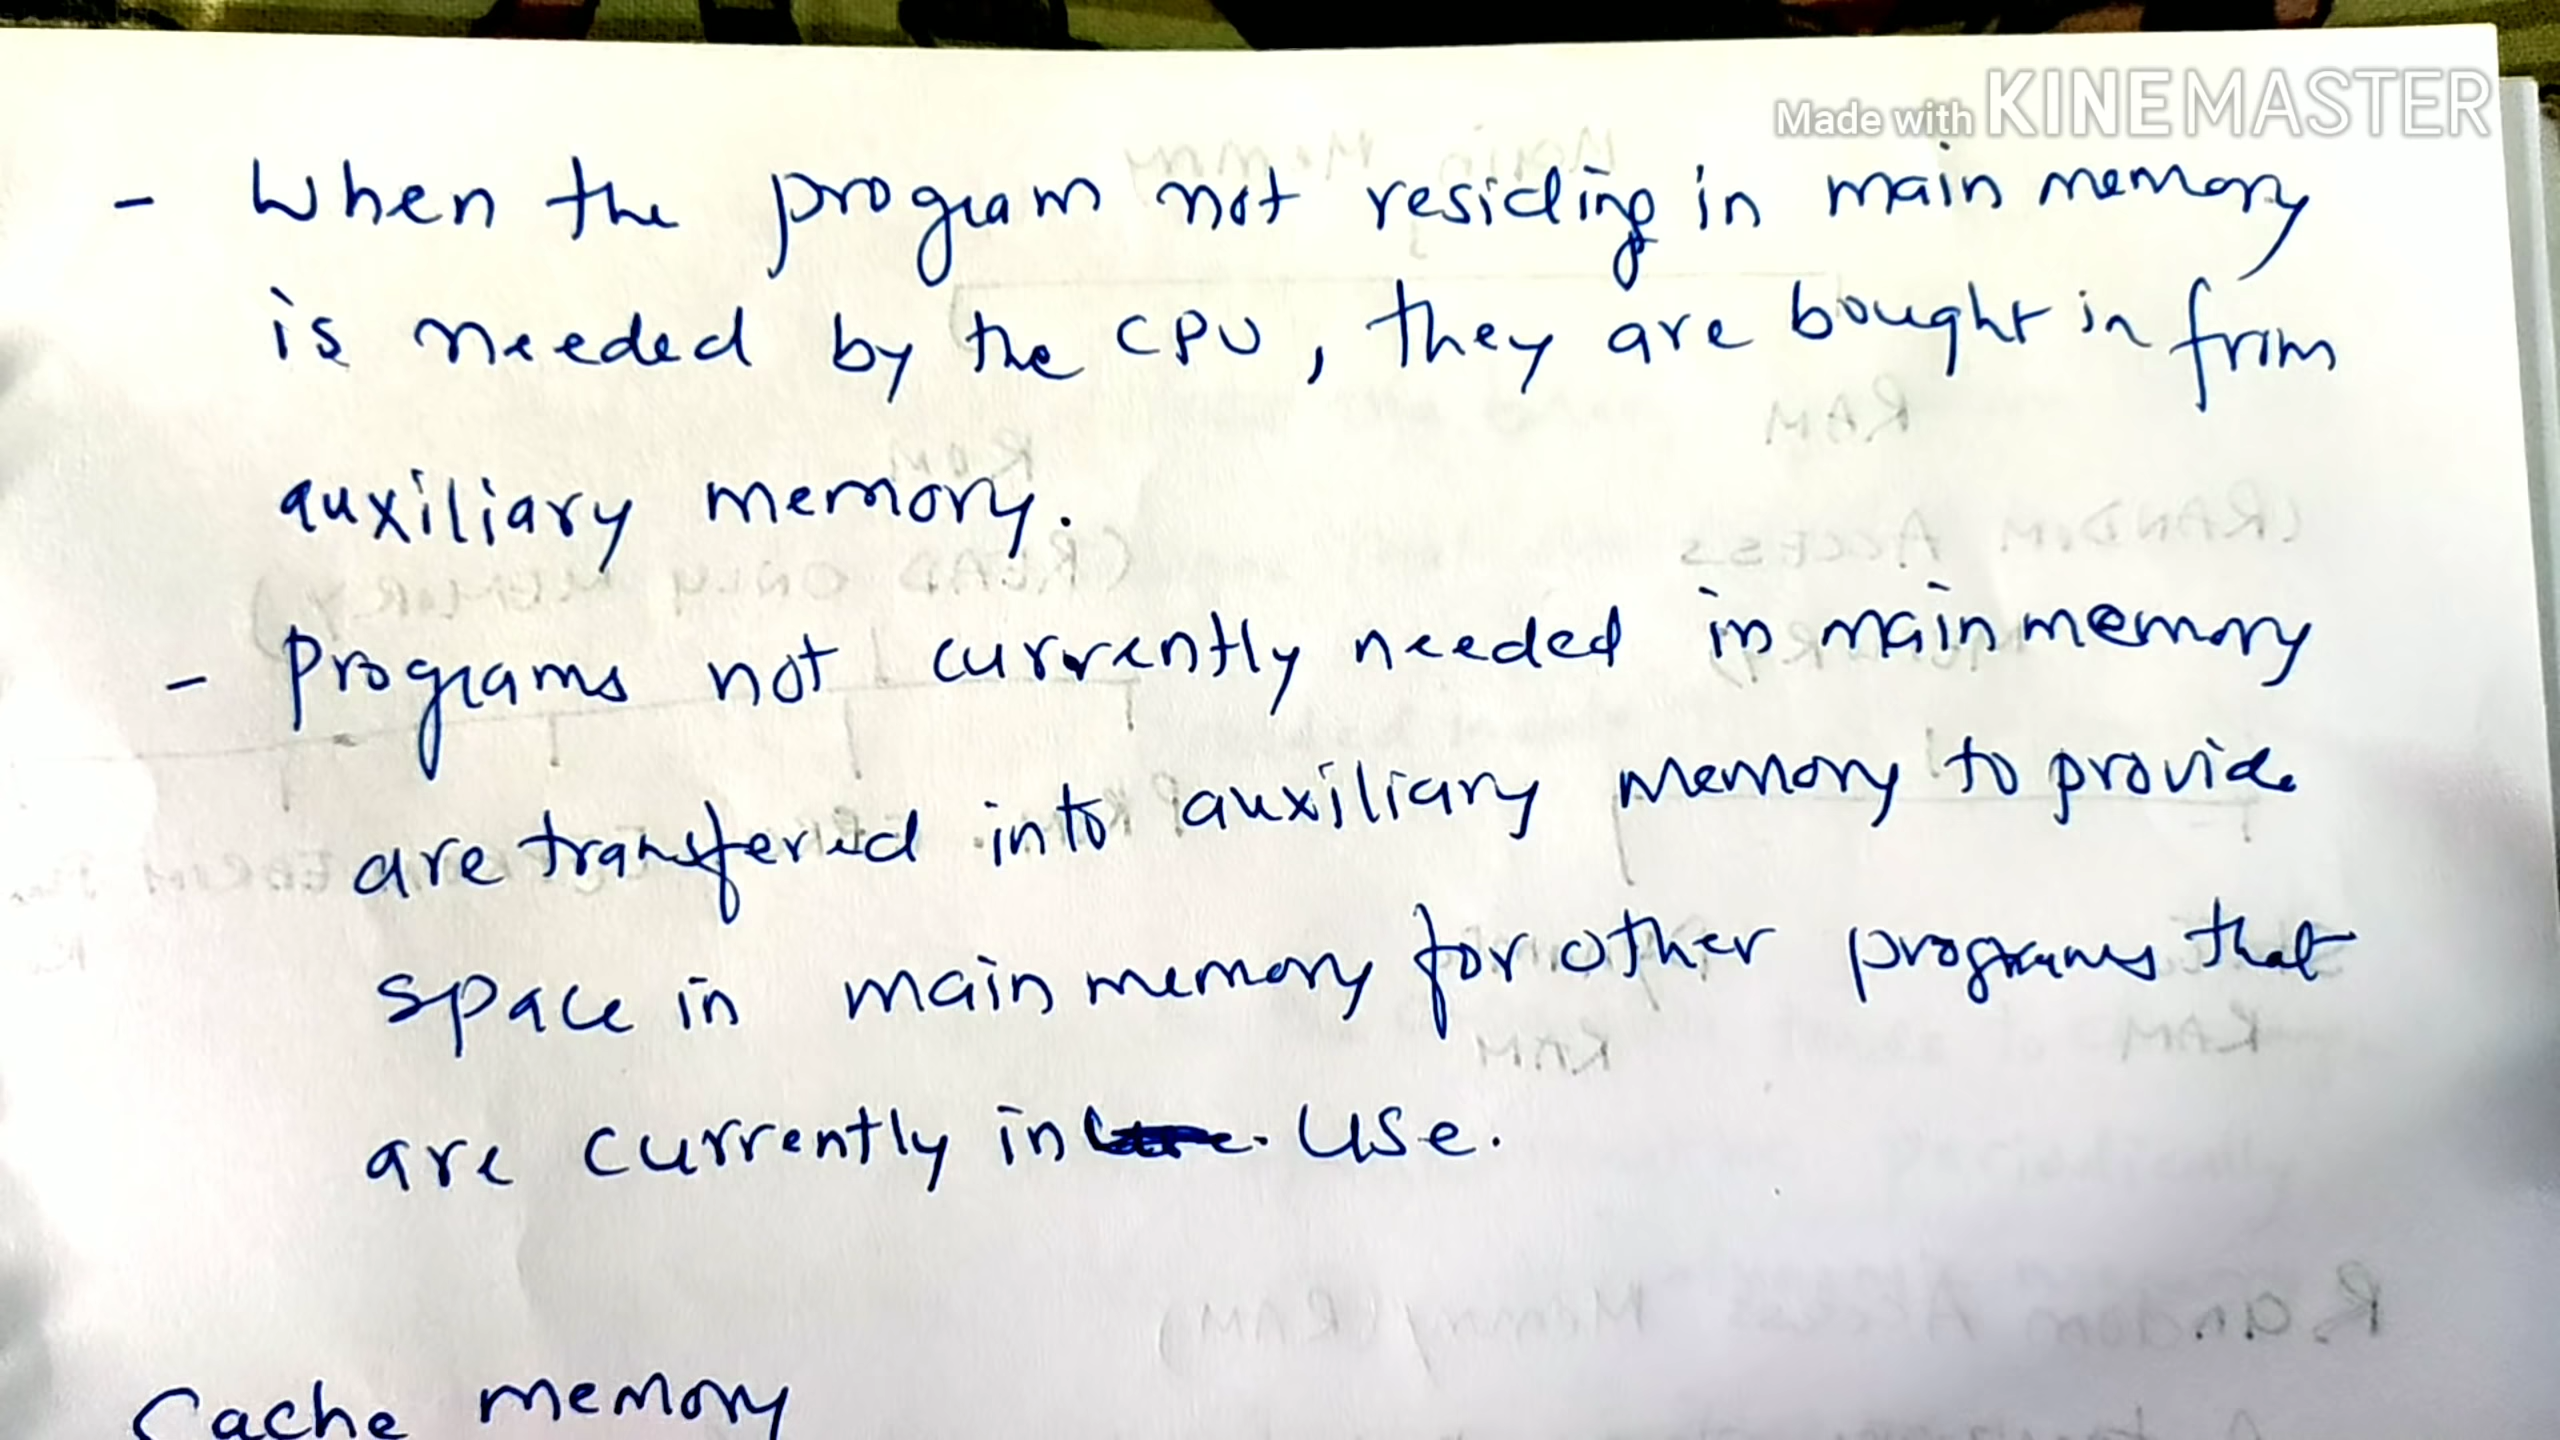 Made with KINEMASTER
- When the program not residing in main memory
is needed by the CPU, they are bought in from
auxiliary memory.
- Programs not currently needed in main memory
are transfered into auxiliary memory to provide
space in main memory for other programs that
are currently in use.
Cache memory